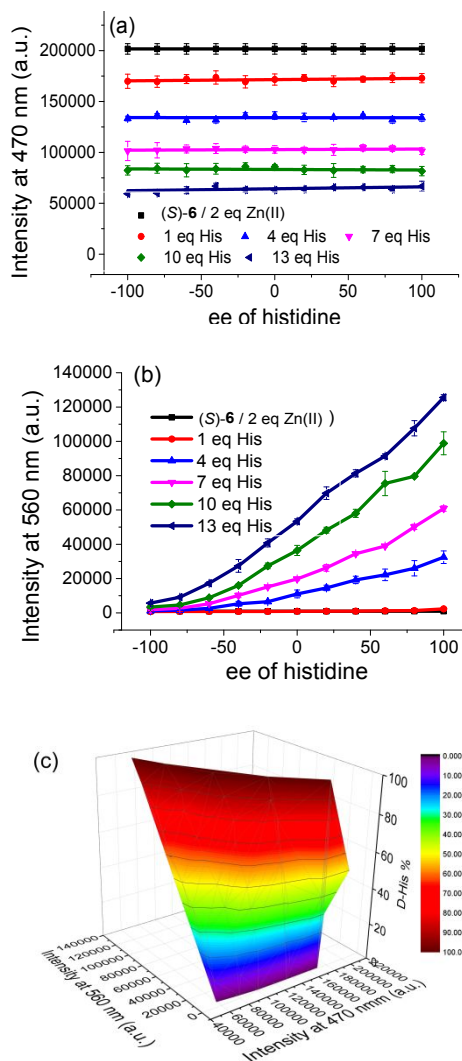 (a)
200000
150000
100000
50000
0
Intensity at 470 nm (a.u.)
(S)-6 / 2 eq Zn(II)
1 eq His 4 eq His 7 eq His
10 eq His 13 eq His
-100 -50 0 50 100
ee of histidine
(b)
140000
120000
100000
80000
60000
40000
20000
0
Intensity at 560 nm (a.u.)
(S)-6 / 2 eq Zn(II) )
1 eq His
4 eq His
7 eq His
10 eq His
13 eq His
-100 -50 0 50 100
ee of histidine
(c)
100
80
60
40
20
D-His %
0.000
10.00
20.00
30.00
40.00
50.00
60.00
70.00
80.00
90.00
100.0
140000
120000
100000
80000
60000
40000
20000
0
Intensity at 560 nm (a.u.)
40000
60000
80000
100000
120000
140000
160000
180000
200000
Intensity at 470 nmm (a.u.)